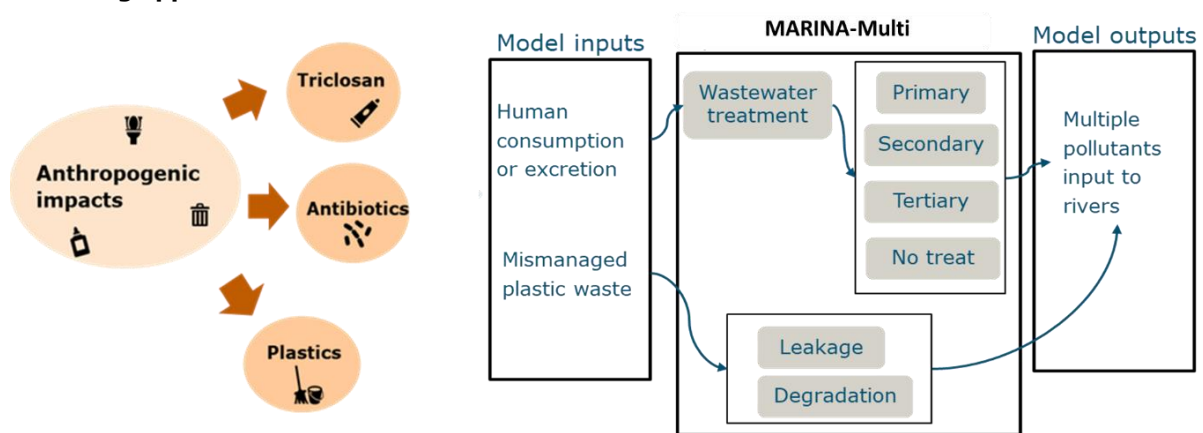 Anthropogenic
impacts
Triclosan
Antibiotics
Plastics
Model inputs
Human
consumption
or excretion
Mismanaged
plastic waste
MARINA-Multi
Wastewater
treatment
Primary
Secondary
Tertiary
No treat
Leakage
Degradation
Model outputs
Multiple
pollutants
input to
rivers